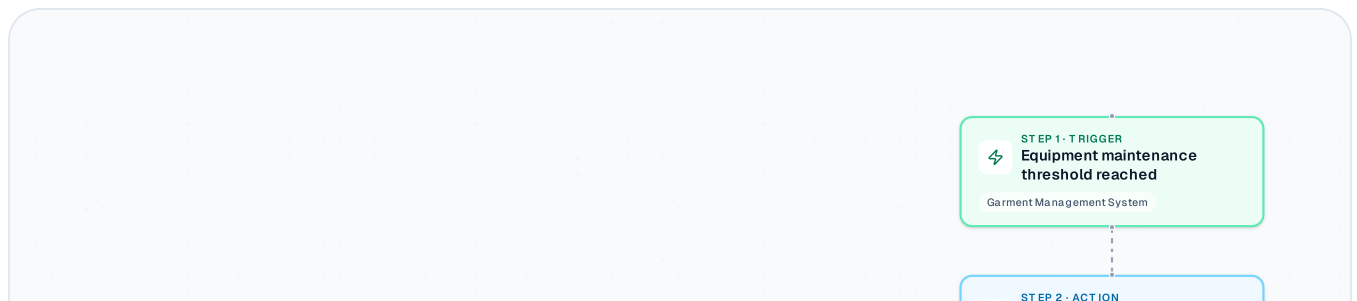 STEP 1 · TRIGGER
Equipment maintenance
threshold reached
Garment Management System
STEP 2 · ACTION